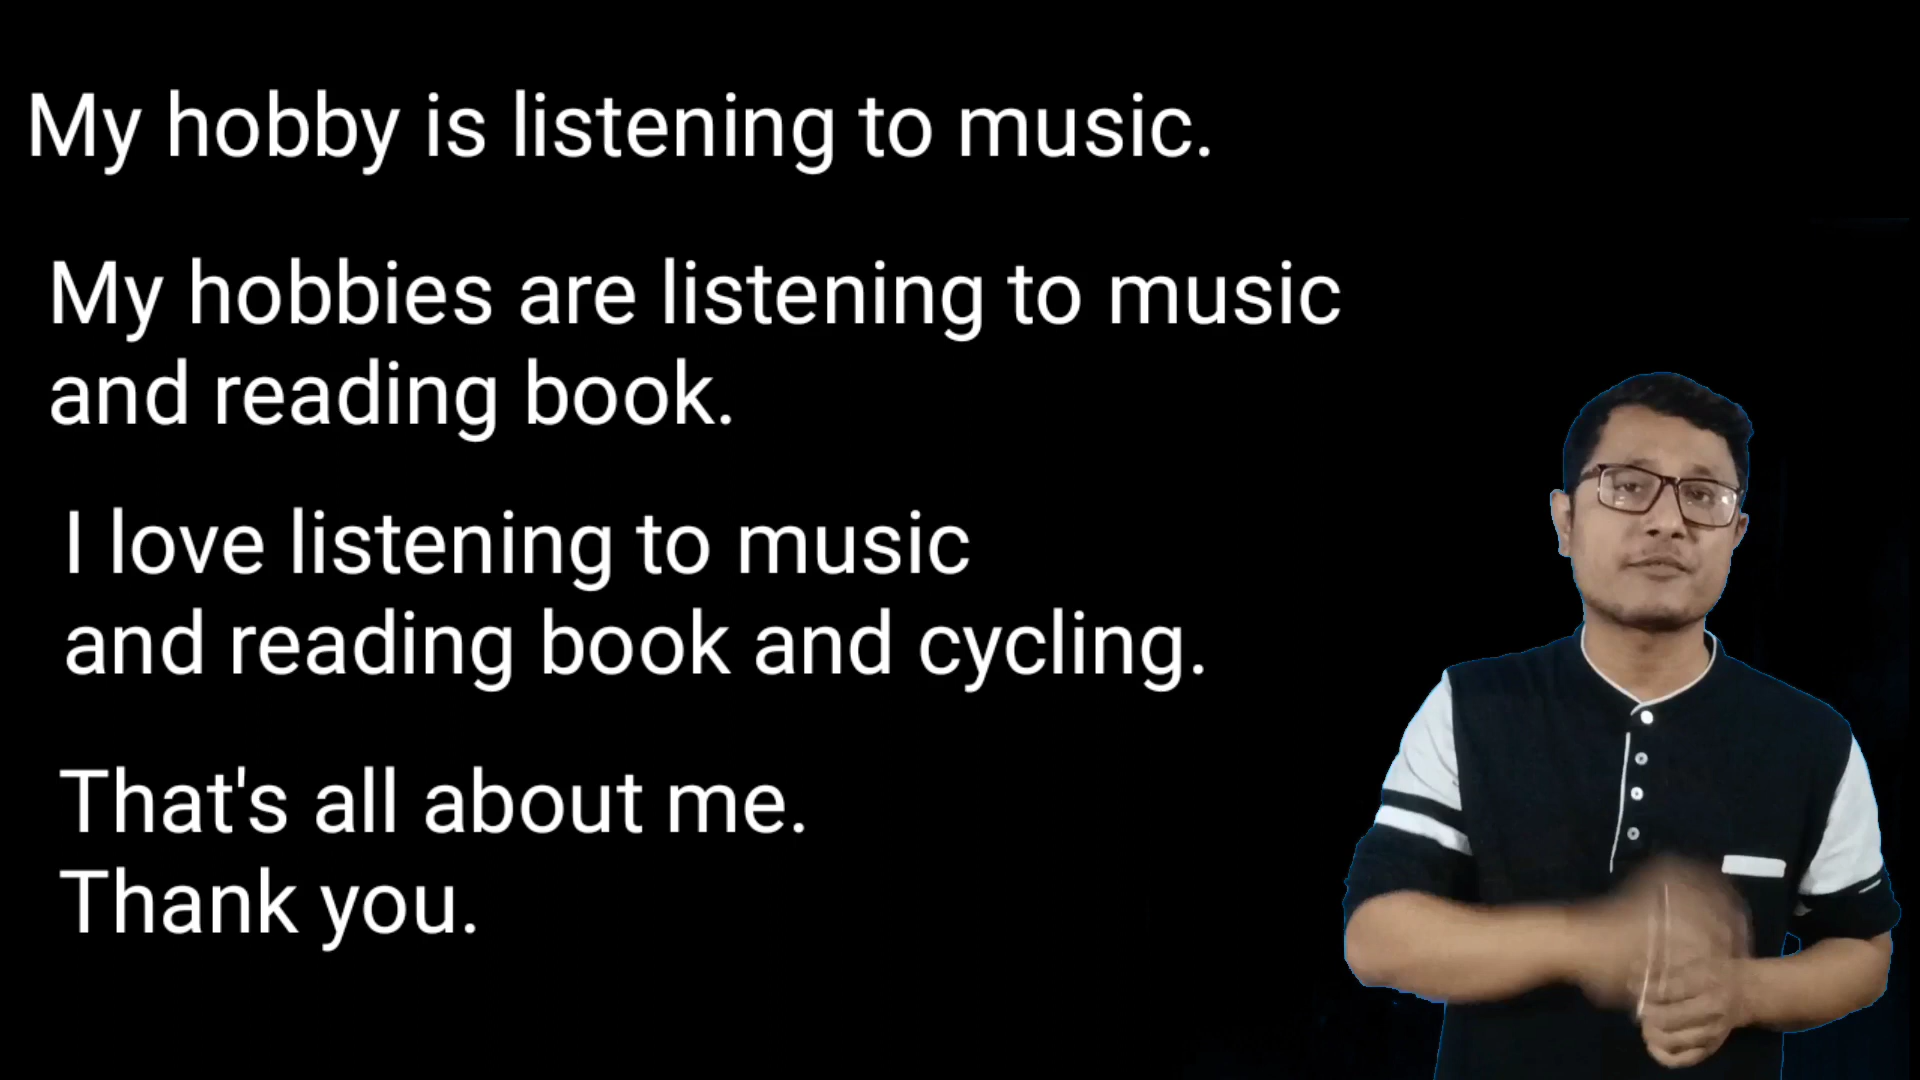 My hobby is listening to music.
My hobbies are listening to music
and reading book.
I love listening to music
and reading book and cycling.
That's all about me.
Thank you.